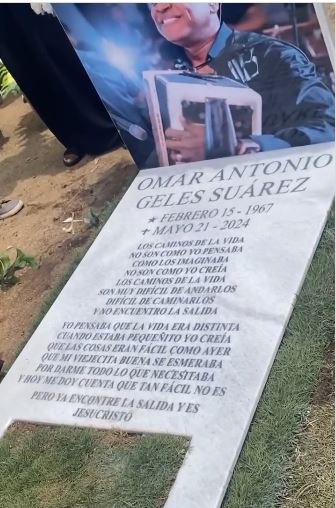 OMAR ANTONIO
GELES SUÁREZ
★ FEBRERO 15 - 1967
✝ MAYO 21 - 2024
LOS CAMINOS DE LA VIDA
NO SON COMO YO PENSABA
COMO LOS IMAGINABA
NO SON COMO YO CREÍA
LOS CAMINOS DE LA VIDA
SON MUY DIFÍCIL DE ANDARLOS
DIFÍCIL DE CAMINARLOS
Y NO ENCUENTRO LA SALIDA
YO PENSABA QUE LA VIDA ERA DISTINTA
CUANDO ESTABA PEQUEÑITO YO CREÍA
QUE LAS COSAS ERAN FÁCIL COMO AYER
QUE MI VIEJECITA BUENA SE ESMERABA
POR DARME TODO LO QUE NECESITABA
Y HOY ME DOY CUENTA QUE TAN FÁCIL NO ES
PERO YA ENCONTRE LA SALIDA Y ES
JESUCRISTO